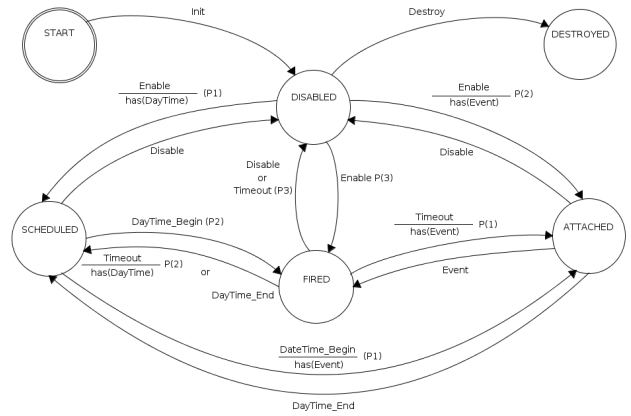 Init
Destroy
START
DESTROYED
Enable
has(DayTime) (P1)
DISABLED
Enable
has(Event) P(2)
Disable
Disable
Disable
or
Timeout (P3)
Enable P(3)
SCHEDULED
DayTime_Begin (P2)
Timeout
has(Event) P(1)
ATTACHED
Timeout
has(DayTime) P(2) or
DayTime_End
FIRED
Event
DateTime_Begin
has(Event) (P1)
DayTime_End